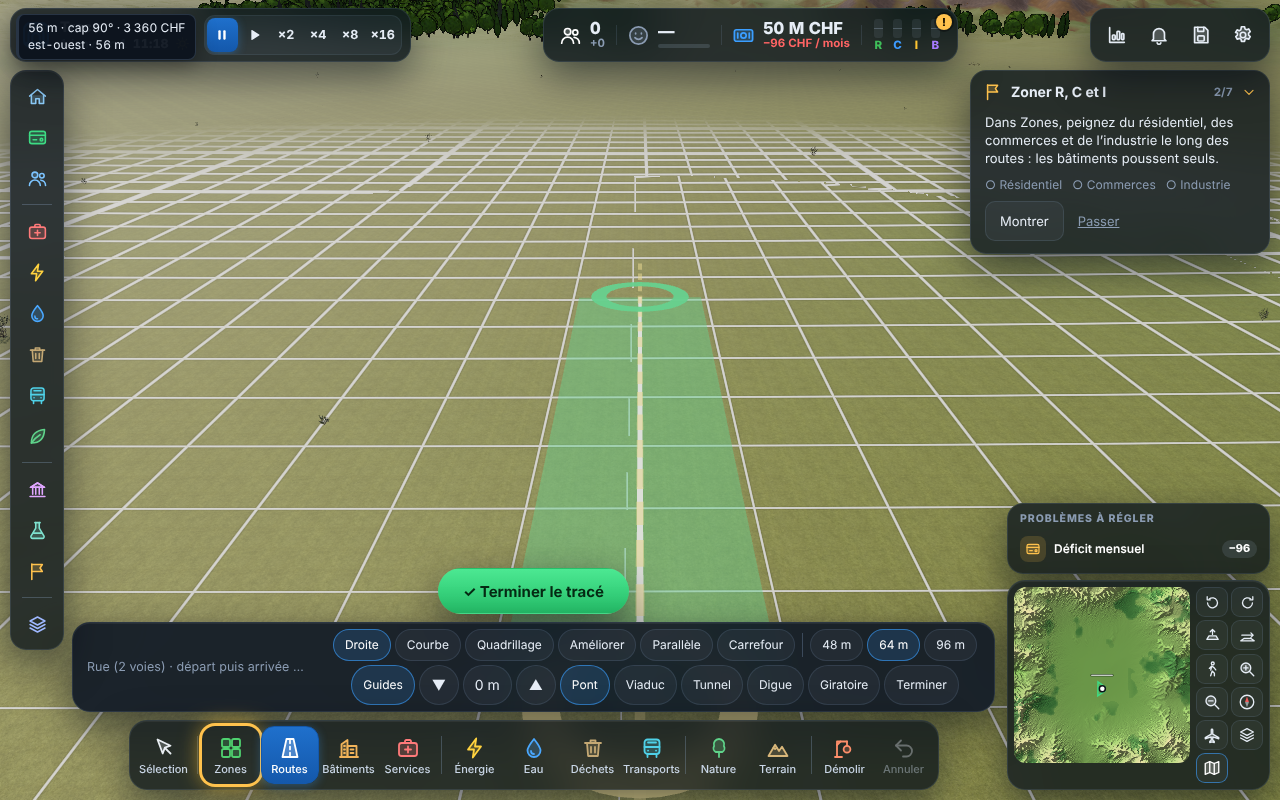 56 m · cap 90° · 3 360 CHF
est-ouest · 56 m
×2
×4
×8
×16
0
+0
—
50 M CHF
−96 CHF / mois
R C I B
!
Zoner R, C et I
2/7
Dans Zones, peignez du résidentiel, des
commerces et de l’industrie le long des
routes : les bâtiments poussent seuls.
Résidentiel
Commerces
Industrie
Montrer
Passer
PROBLÈMES À RÉGLER
Déficit mensuel
−96
✓ Terminer le tracé
Rue (2 voies) · départ puis arrivée ...
Droite
Courbe
Quadrillage
Améliorer
Parallèle
Carrefour
48 m
64 m
96 m
Guides
▼
0 m
▲
Pont
Viaduc
Tunnel
Digue
Giratoire
Terminer
Sélection
Zones
Routes
Bâtiments
Services
Énergie
Eau
Déchets
Transports
Nature
Terrain
Démolir
Annuler